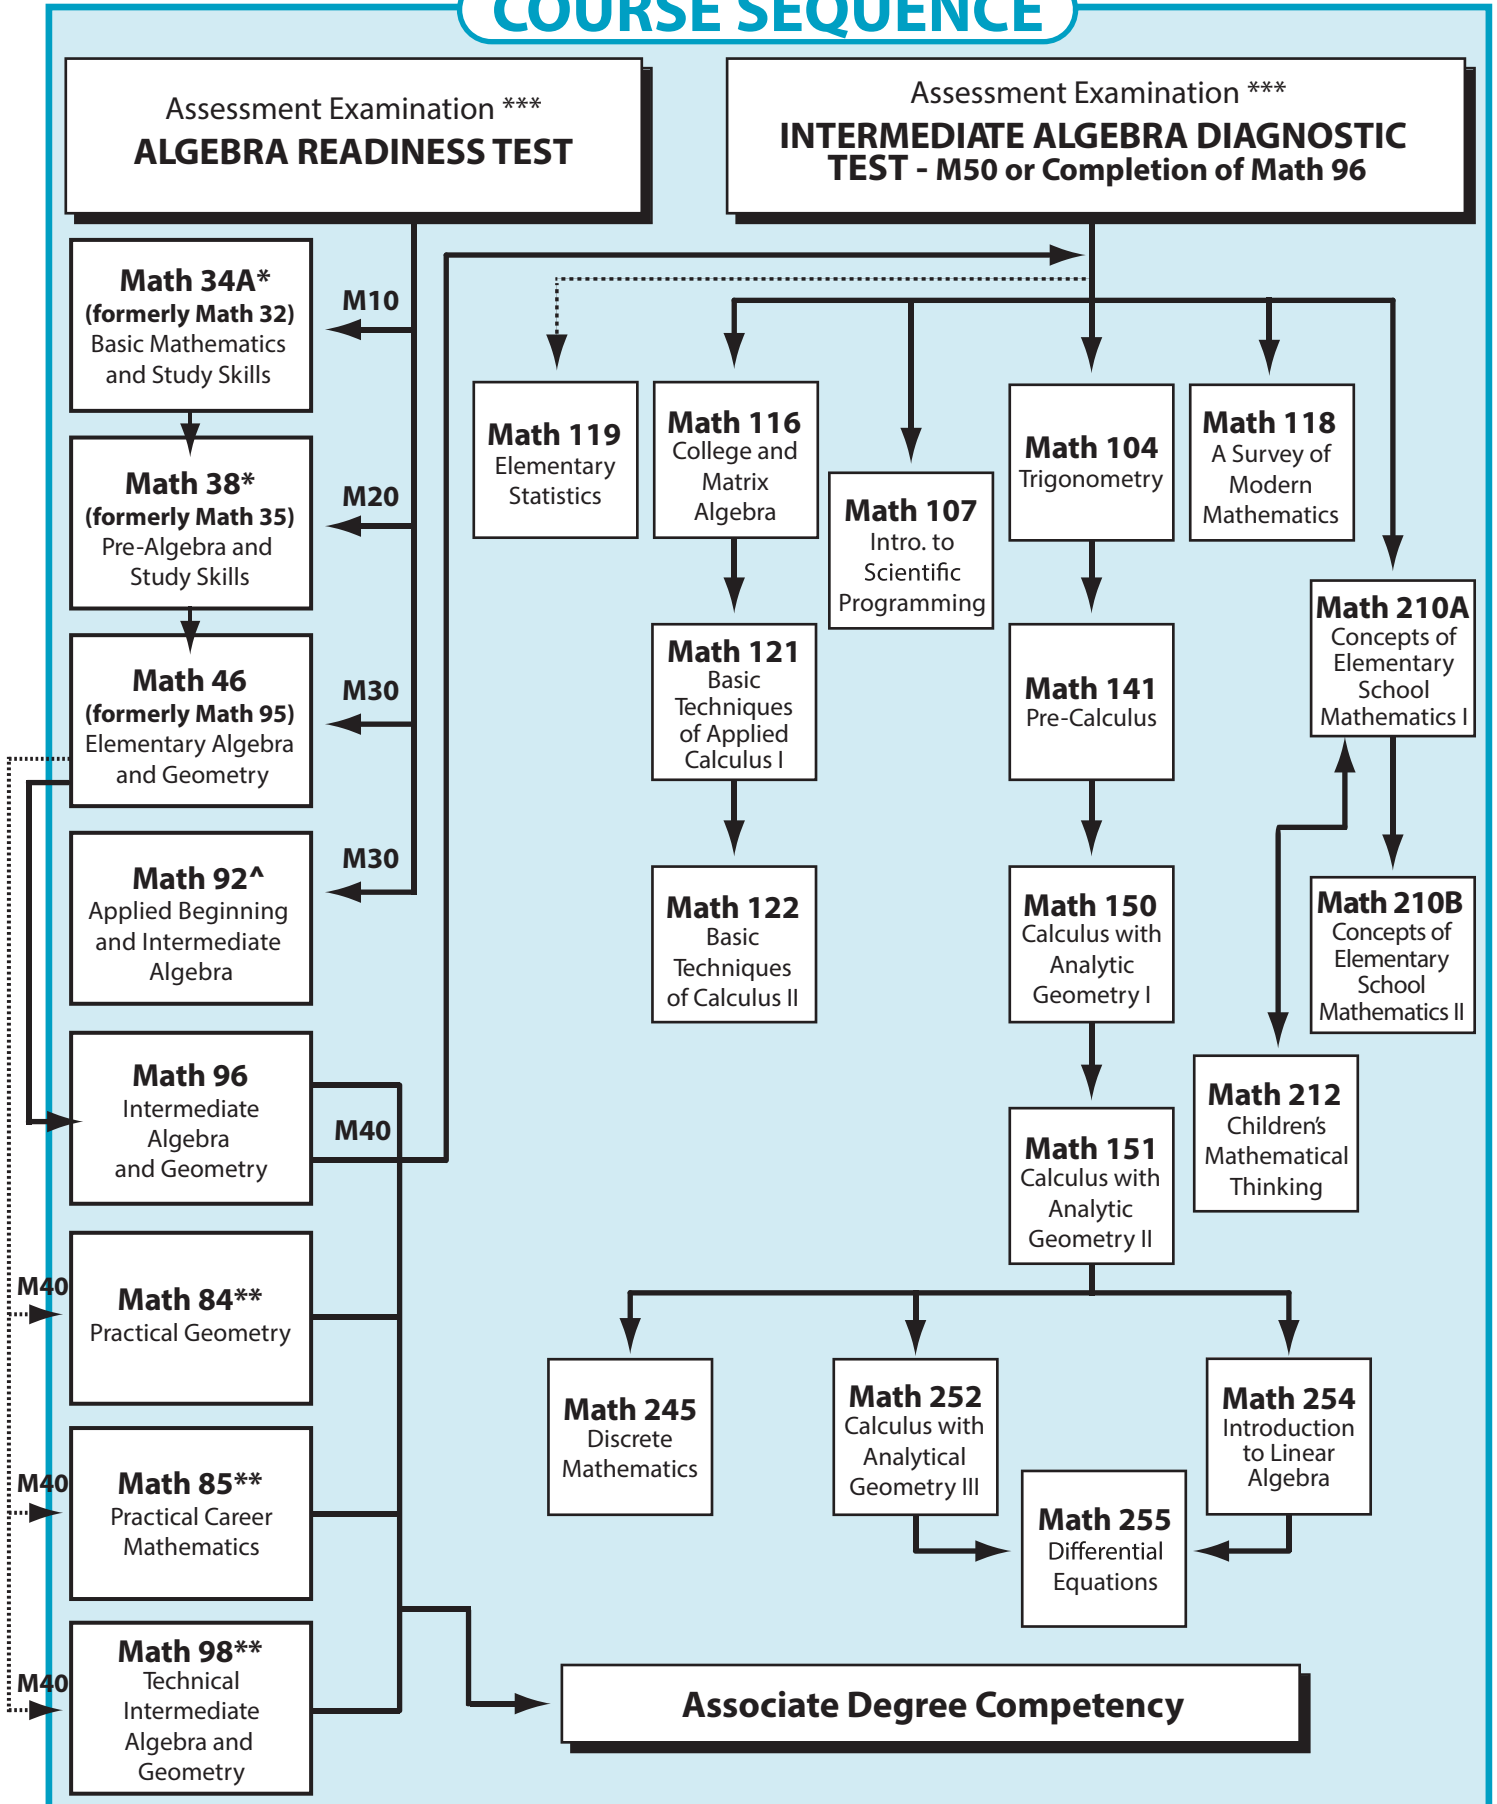 COURSE SEQUENCE
Assessment Examination ***
ALGEBRA READINESS TEST
Assessment Examination ***
INTERMEDIATE ALGEBRA DIAGNOSTIC
TEST - M50 or Completion of Math 96
Math 34A*
(formerly Math 32)
Basic Mathematics
and Study Skills
M10
Math 38*
(formerly Math 35)
Pre-Algebra and
Study Skills
M20
Math 46
(formerly Math 95)
Elementary Algebra
and Geometry
M30
Math 92^
Applied Beginning
and Intermediate
Algebra
M30
Math 96
Intermediate
Algebra
and Geometry
M40
M40
Math 84**
Practical Geometry
M40
Math 85**
Practical Career
Mathematics
M40
Math 98**
Technical
Intermediate
Algebra and
Geometry
Math 119
Elementary
Statistics
Math 116
College and
Matrix
Algebra
Math 107
Intro. to
Scientific
Programming
Math 104
Trigonometry
Math 118
A Survey of
Modern
Mathematics
Math 210A
Concepts of
Elementary
School
Mathematics I
Math 121
Basic
Techniques
of Applied
Calculus I
Math 141
Pre-Calculus
Math 122
Basic
Techniques
of Calculus II
Math 150
Calculus with
Analytic
Geometry I
Math 210B
Concepts of
Elementary
School
Mathematics II
Math 212
Children's
Mathematical
Thinking
Math 151
Calculus with
Analytic
Geometry II
Math 245
Discrete
Mathematics
Math 252
Calculus with
Analytical
Geometry III
Math 254
Introduction
to Linear
Algebra
Math 255
Differential
Equations
Associate Degree Competency